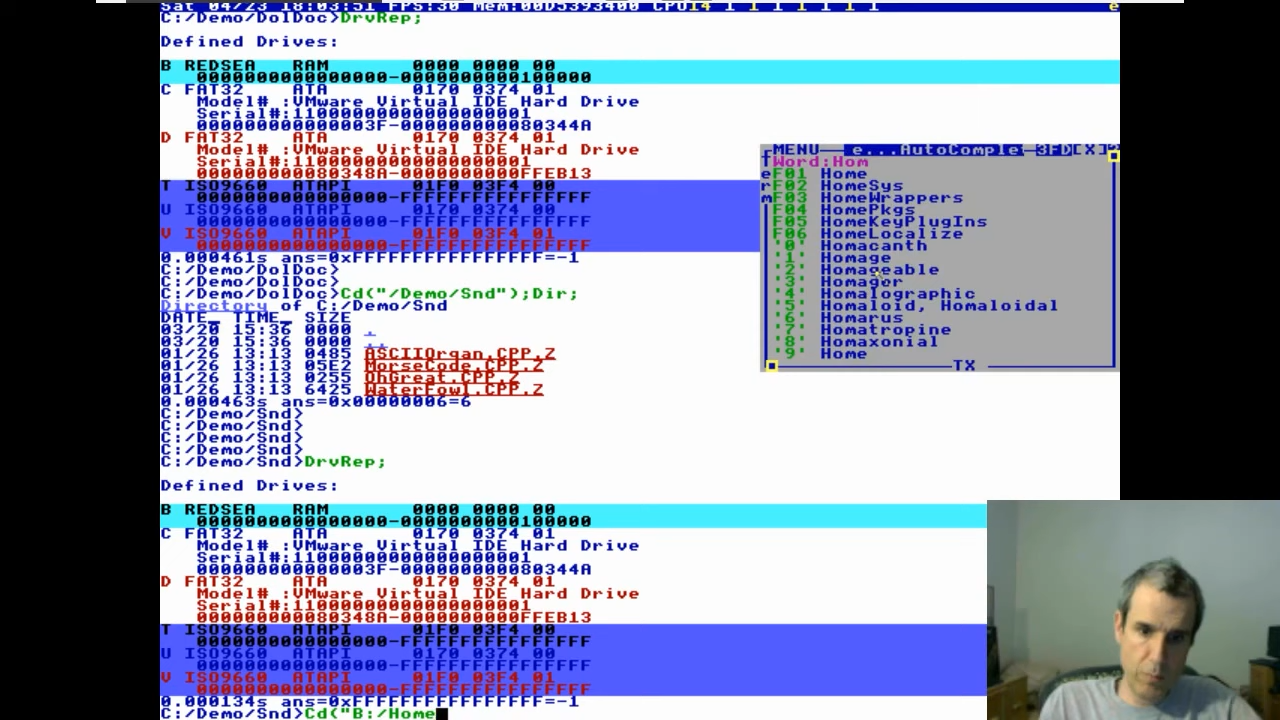 Sat 04/23 18:03:51 FPS:30 Mem:00D5393400 CPU14 1 1 1 1 1 1 1 e
C:/Demo/DolDoc>DrvRep;
Defined Drives:
B REDSEA RAM 0000 0000 00
0000000000000000-0000000000100000
C FAT32 ATA 0170 0374 01
Model# :VMware Virtual IDE Hard Drive
Serial#:11000000000000000001
000000000000003F-000000000080344A
D FAT32 ATA 0170 0374 01
Model# :VMware Virtual IDE Hard Drive
Serial#:11000000000000000001
000000000080348A-0000000000FFEB13
T ISO9660 ATAPI 01F0 03F4 00
0000000000000000-FFFFFFFFFFFFFFFF
U ISO9660 ATAPI 0170 0374 00
0000000000000000-FFFFFFFFFFFFFFFF
V ISO9660 ATAPI 01F0 03F4 01
0000000000000000-FFFFFFFFFFFFFFFF
0.000461s ans=0xFFFFFFFFFFFFFFFF=-1
C:/Demo/DolDoc>
C:/Demo/DolDoc>
C:/Demo/DolDoc>Cd("/Demo/Snd");Dir;
Directory of C:/Demo/Snd
DATE_ TIME_ SIZE
03/20 15:36 0000 .
03/20 15:36 0000 ..
01/26 13:13 0485 ASCIIOrgan.CPP.Z
01/26 13:13 05E2 MorseCode.CPP.Z
01/26 13:13 0255 OhGreat.CPP.Z
01/26 13:13 6425 WaterFowl.CPP.Z
0.000463s ans=0x00000006=6
C:/Demo/Snd>
C:/Demo/Snd>
C:/Demo/Snd>
C:/Demo/Snd>
C:/Demo/Snd>DrvRep;
Defined Drives:
B REDSEA RAM 0000 0000 00
0000000000000000-0000000000100000
C FAT32 ATA 0170 0374 01
Model# :VMware Virtual IDE Hard Drive
Serial#:11000000000000000001
000000000000003F-000000000080344A
D FAT32 ATA 0170 0374 01
Model# :VMware Virtual IDE Hard Drive
Serial#:11000000000000000001
000000000080348A-0000000000FFEB13
T ISO9660 ATAPI 01F0 03F4 00
0000000000000000-FFFFFFFFFFFFFFFF
U ISO9660 ATAPI 0170 0374 00
0000000000000000-FFFFFFFFFFFFFFFF
V ISO9660 ATAPI 01F0 03F4 01
0000000000000000-FFFFFFFFFFFFFFFF
0.000134s ans=0xFFFFFFFFFFFFFFFF=-1
C:/Demo/Snd>Cd("B:/Home
MENU e...AutoComple 3FD[X]
Word:Hom
F01 Home
F02 HomeSys
F03 HomeWrappers
F04 HomePkgs
F05 HomeKeyPlugIns
F06 HomeLocalize
'0' Homacanth
'1' Homage
'2' Homageable
'3' Homager
'4' Homalographic
'5' Homaloid, Homaloidal
'6' Homarus
'7' Homatropine
'8' Homaxonial
'9' Home
TX